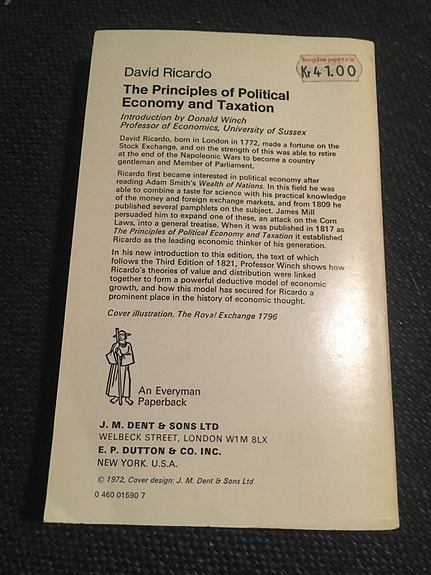 boghusparten
Kr 41.00
David Ricardo
The Principles of Political
Economy and Taxation
Introduction by Donald Winch
Professor of Economics, University of Sussex
David Ricardo, born in London in 1772, made a fortune on the
Stock Exchange, and on the strength of this was able to retire
at the end of the Napoleonic Wars to become a country
gentleman and Member of Parliament.
Ricardo first became interested in political economy after
reading Adam Smith's Wealth of Nations. In this field he was
able to combine a taste for science with his practical knowledge
of the money and foreign exchange markets, and from 1809 he
published several pamphlets on the subject. James Mill
persuaded him to expand one of these, an attack on the Corn
Laws, into a general treatise. When it was published in 1817 as
The Principles of Political Economy and Taxation it established
Ricardo as the leading economic thinker of his generation.
In his new introduction to this edition, the text of which
follows the Third Edition of 1821, Professor Winch shows how
Ricardo's theories of value and distribution were linked
together to form a powerful deductive model of economic
growth, and how this model has secured for Ricardo a
prominent place in the history of economic thought.
Cover illustration. The Royal Exchange 1796
An Everyman
Paperback
J. M. DENT & SONS LTD
WELBECK STREET, LONDON W1M 8LX
E. P. DUTTON & CO. INC.
NEW YORK. U.S.A.
© 1972, Cover design: J. M. Dent & Sons Ltd
0 460 01590 7